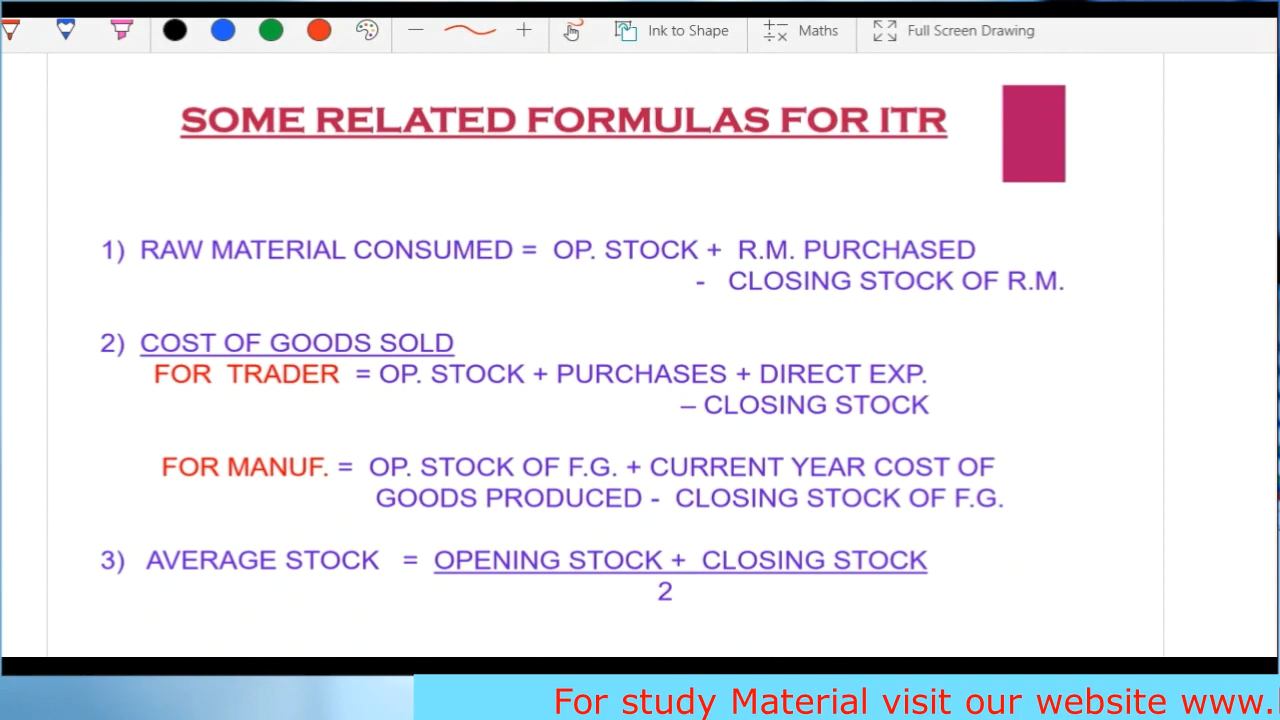 Ink to Shape Maths Full Screen Drawing
SOME RELATED FORMULAS FOR ITR
1) RAW MATERIAL CONSUMED = OP. STOCK + R.M. PURCHASED
- CLOSING STOCK OF R.M.
2) COST OF GOODS SOLD
FOR TRADER = OP. STOCK + PURCHASES + DIRECT EXP.
– CLOSING STOCK
FOR MANUF. = OP. STOCK OF F.G. + CURRENT YEAR COST OF
GOODS PRODUCED - CLOSING STOCK OF F.G.
3) AVERAGE STOCK = OPENING STOCK + CLOSING STOCK
2
For study Material visit our website www.